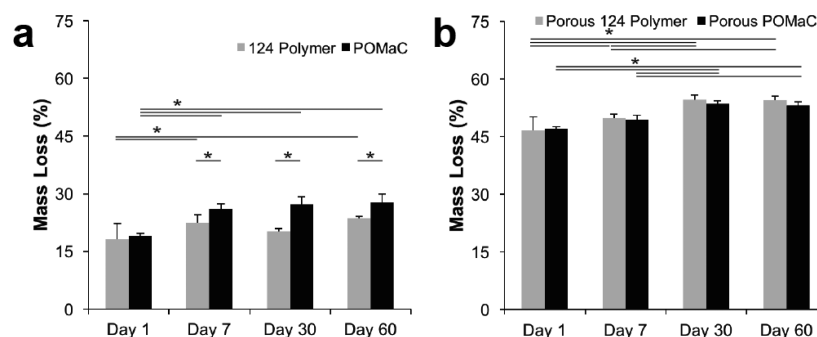 a
124 Polymer POMaC
Mass Loss (%)
75
60
45
30
15
0
*
*
* * *
Day 1 Day 7 Day 30 Day 60
b
Porous 124 Polymer Porous POMaC
Mass Loss (%)
75
60
45
30
15
0
*
*
Day 1 Day 7 Day 30 Day 60